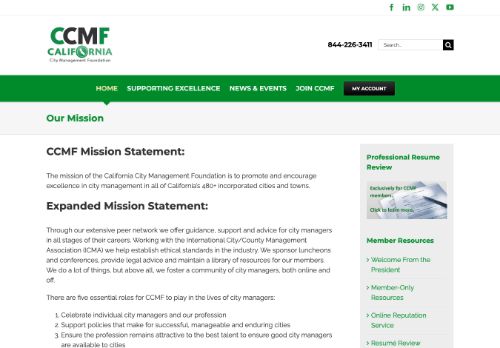 CCMF
CALIFORNIA
City Management Foundation
844-226-3411
Search...
HOME
SUPPORTING EXCELLENCE
NEWS & EVENTS
JOIN CCMF
MY ACCOUNT
Our Mission
CCMF Mission Statement:
The mission of the California City Management Foundation is to promote and encourage
excellence in city management in all of California's 480+ incorporated cities and towns.
Expanded Mission Statement:
Through our extensive peer network we offer guidance, support and advice for city managers
in all stages of their careers. Working with the International City/County Management
Association (ICMA) we help establish ethical standards in the industry. We sponsor luncheons
and conferences, provide legal advice and maintain a library of resources for our members.
We do a lot of things, but above all, we foster a community of city managers, both online and
off.
There are five essential roles for CCMF to play in the lives of city managers:
1. Celebrate individual city managers and our profession
2. Support policies that make for successful, manageable and enduring cities
3. Ensure the profession remains attractive to the best talent to ensure good city managers
are available to cities
Professional Resume
Review
Exclusively for CCMF
members.
Click to learn more.
Member Resources
Welcome From the
President
Member-Only
Resources
Online Reputation
Service
Resume Review